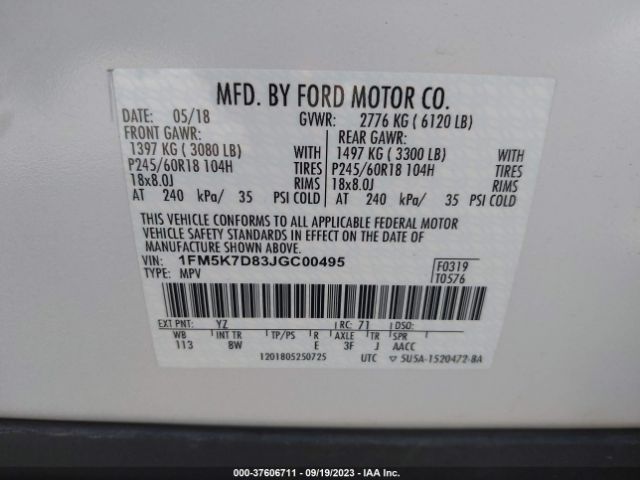 MFD. BY FORD MOTOR CO.
DATE: 05/18 GVWR: 2776 KG ( 6120 LB)
FRONT GAWR: REAR GAWR:
1397 KG ( 3080 LB) WITH 1497 KG ( 3300 LB) WITH
P245/60R18 104H TIRES P245/60R18 104H TIRES
18x8.0J RIMS 18x8.0J RIMS
AT 240 kPa/ 35 PSI COLD AT 240 kPa/ 35 PSI COLD
THIS VEHICLE CONFORMS TO ALL APPLICABLE FEDERAL MOTOR
VEHICLE SAFETY STANDARDS IN EFFECT ON THE DATE OF
MANUFACTURE SHOWN ABOVE.
VIN: 1FM5K7D83JGC00495 F0319
TYPE: MPV T0576
EXT PNT: YZ RC: 71 DSO:
WB INT TR TP/PS R AXLE TR SPR
113 8W E 3F J AACC
1201805250725 UTC ▽ 5U5A-1520472-8A
000-37606711 - 09/19/2023 - IAA Inc.